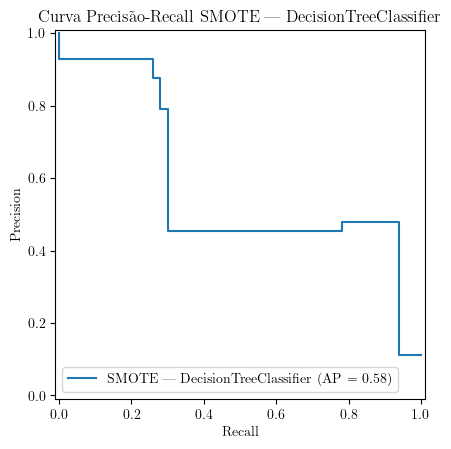 Curva Precisão-Recall SMOTE — DecisionTreeClassifier
1.0
0.8
0.6
0.4
0.2
0.0
Precision
SMOTE — DecisionTreeClassifier (AP = 0.58)
0.0 0.2 0.4 0.6 0.8 1.0
Recall